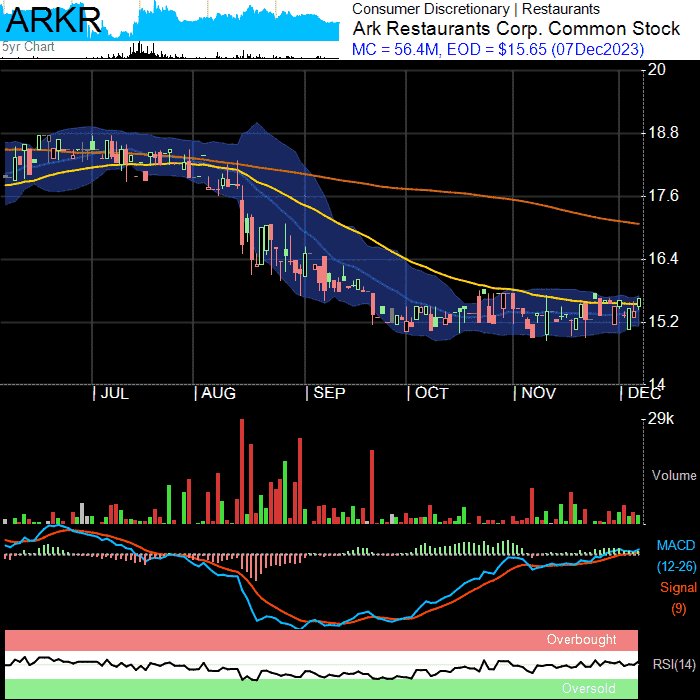 ARKR
5yr Chart
Consumer Discretionary | Restaurants
Ark Restaurants Corp. Common Stock
MC = 56.4M, EOD = $15.65 (07Dec2023)
20
18.8
17.6
16.4
15.2
14
| JUL | AUG | SEP | OCT | NOV | DEC
29k
Volume
MACD
(12-26)
Signal
(9)
Overbought
RSI(14)
Oversold